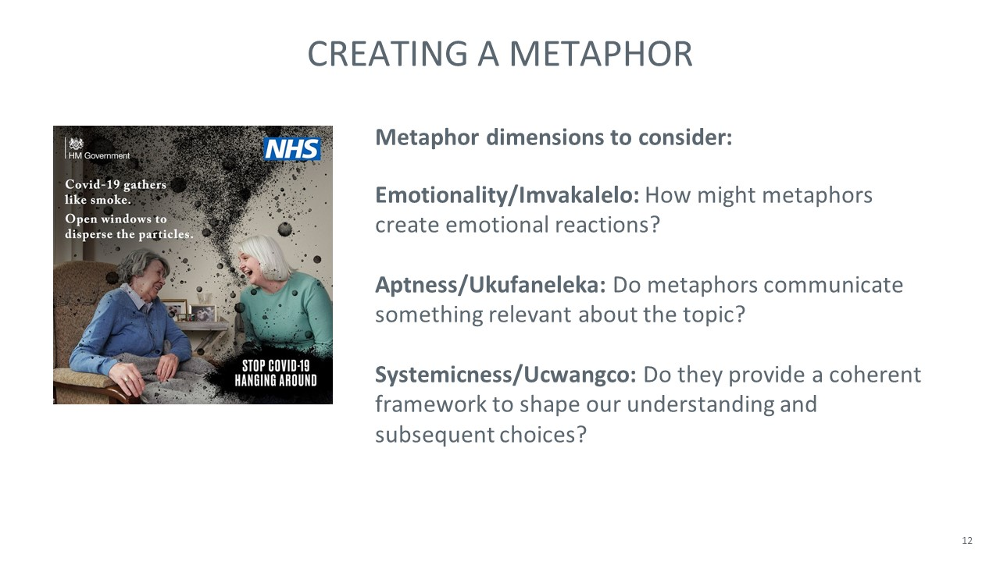 CREATING A METAPHOR
HM Government
NHS
Covid-19 gathers
like smoke.
Open windows to
disperse the particles.
STOP COVID-19
HANGING AROUND
Metaphor dimensions to consider:
Emotionality/Imvakalelo: How might metaphors
create emotional reactions?
Aptness/Ukufaneleka: Do metaphors communicate
something relevant about the topic?
Systemicness/Ucwangco: Do they provide a coherent
framework to shape our understanding and
subsequent choices?
12